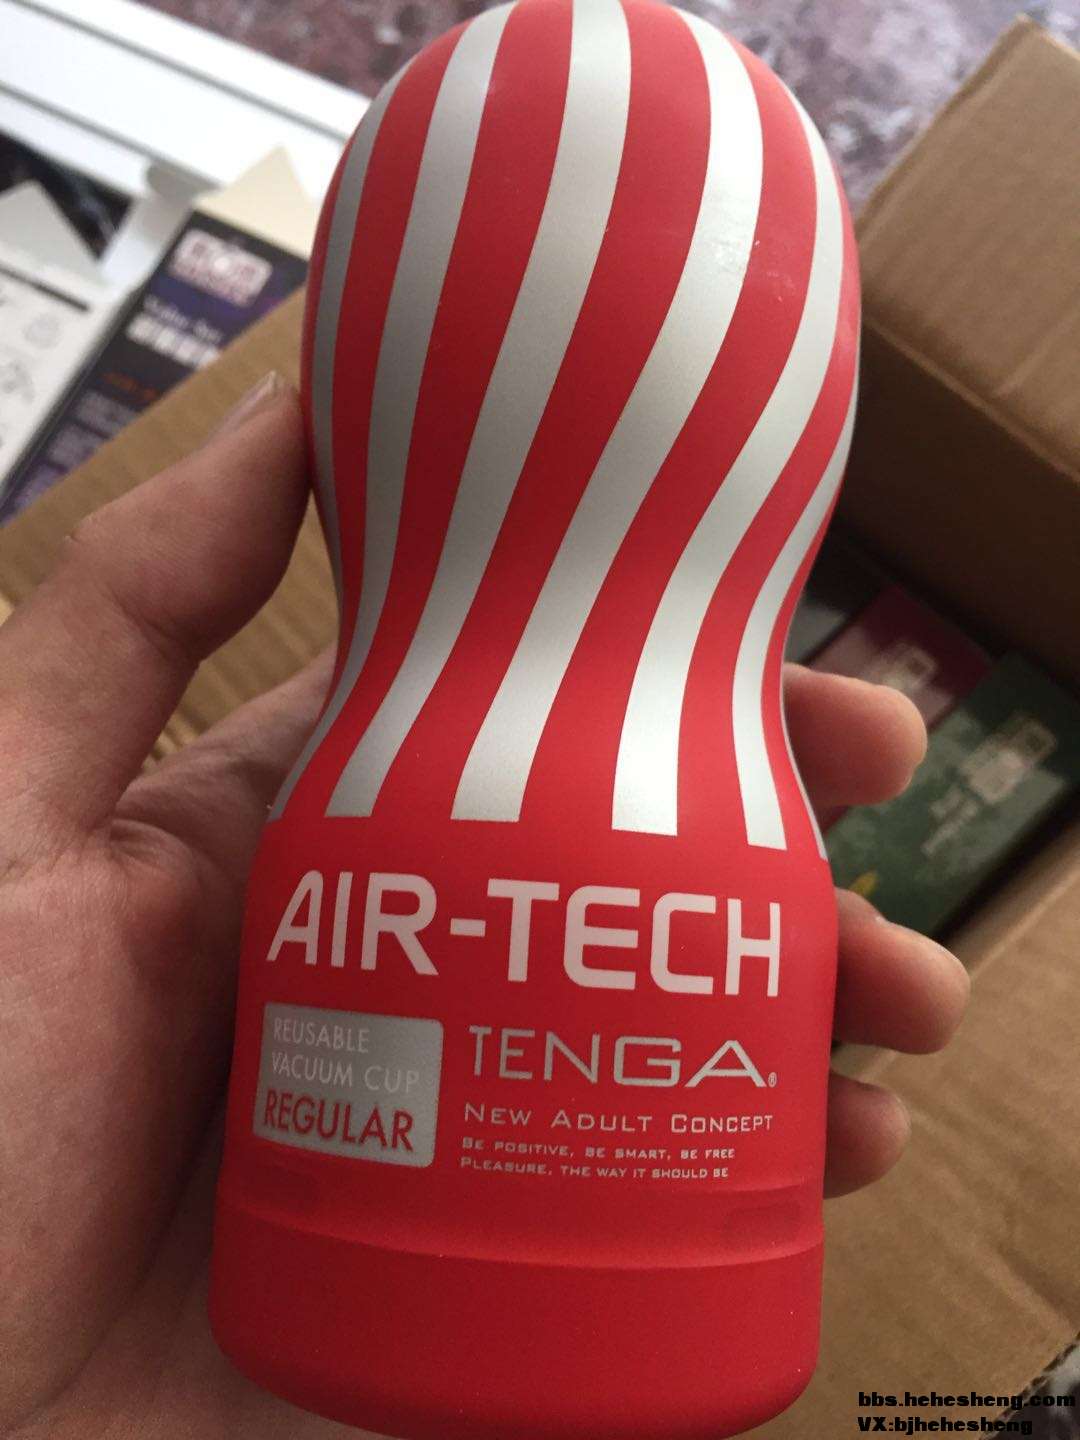 AIR-TECH
REUSABLE
VACUUM CUP
REGULAR
TENGA®
NEW ADULT CONCEPT
BE POSITIVE, BE SMART, BE FREE
PLEASURE, THE WAY IT SHOULD BE
bbs.hehesheng.com
VX:bjhehesheng